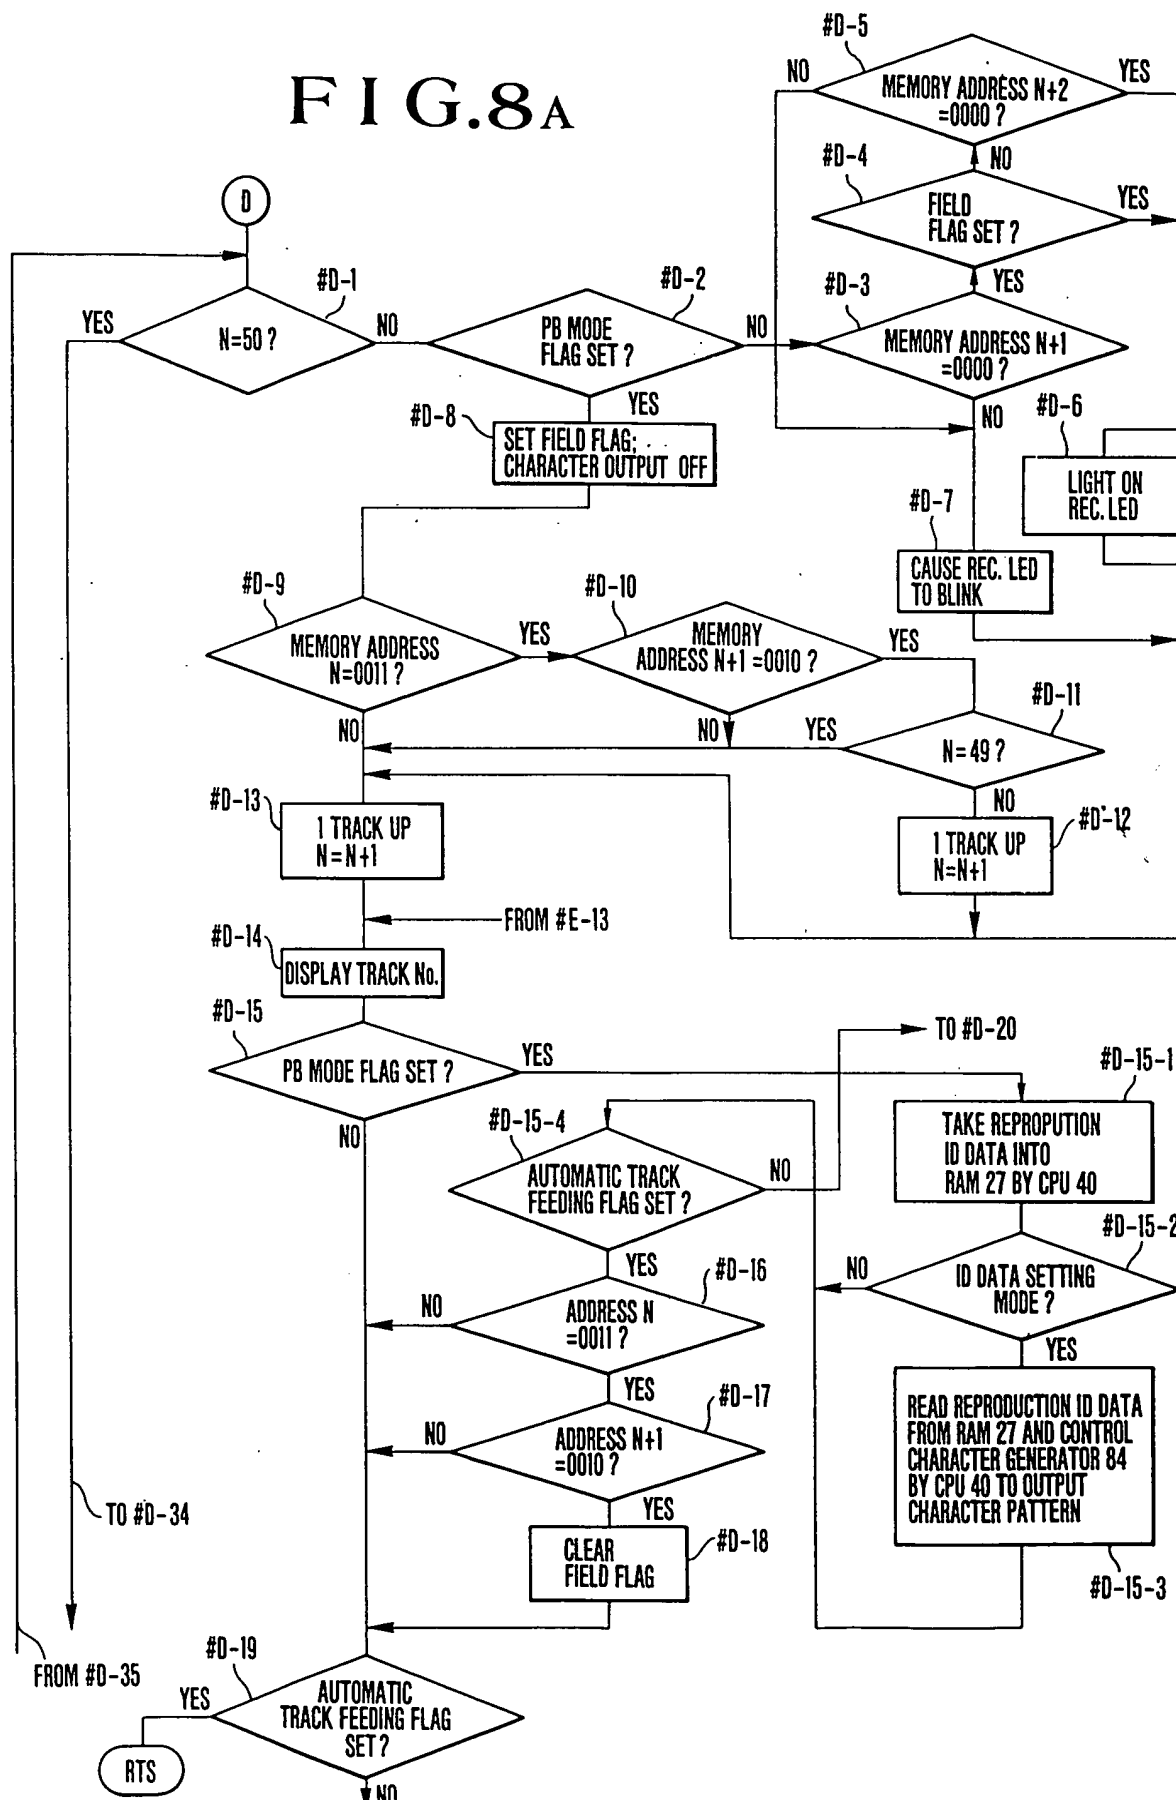 FIG.8A
#D-5
NO
MEMORY ADDRESS N+2
=0000 ?
YES
#D-4
NO
FIELD
FLAG SET ?
YES
D
#D-1
#D-2
#D-3
YES
YES
N=50 ?
NO
PB MODE
FLAG SET ?
NO
MEMORY ADDRESS N+1
=0000 ?
#D-8
YES
NO
#D-6
SET FIELD FLAG;
CHARACTER OUTPUT OFF
LIGHT ON
REC. LED
#D-7
CAUSE REC. LED
TO BLINK
#D-9
#D-10
MEMORY ADDRESS
N=0011 ?
YES
MEMORY
ADDRESS N+1 =0010 ?
YES
#D-11
NO
NO
YES
N=49 ?
#D-13
NO
1 TRACK UP
N=N+1
1 TRACK UP
N=N+1
#D-12
FROM #E-13
#D-14
DISPLAY TRACK No.
#D-15
TO #D-20
PB MODE FLAG SET ?
YES
#D-15-1
NO
#D-15-4
TAKE REPROPUTION
ID DATA INTO
RAM 27 BY CPU 40
AUTOMATIC TRACK
FEEDING FLAG SET ?
NO
#D-15-2
YES
#D-16
NO
ID DATA SETTING
MODE ?
NO
ADDRESS N
=0011 ?
YES
YES
#D-17
READ REPRODUCTION ID DATA
FROM RAM 27 AND CONTROL
CHARACTER GENERATOR 84
BY CPU 40 TO OUTPUT
CHARACTER PATTERN
NO
ADDRESS N+1
=0010 ?
TO #D-34
YES
CLEAR
FIELD FLAG
#D-18
#D-15-3
#D-19
FROM #D-35
YES
AUTOMATIC
TRACK FEEDING FLAG
SET ?
RTS
NO